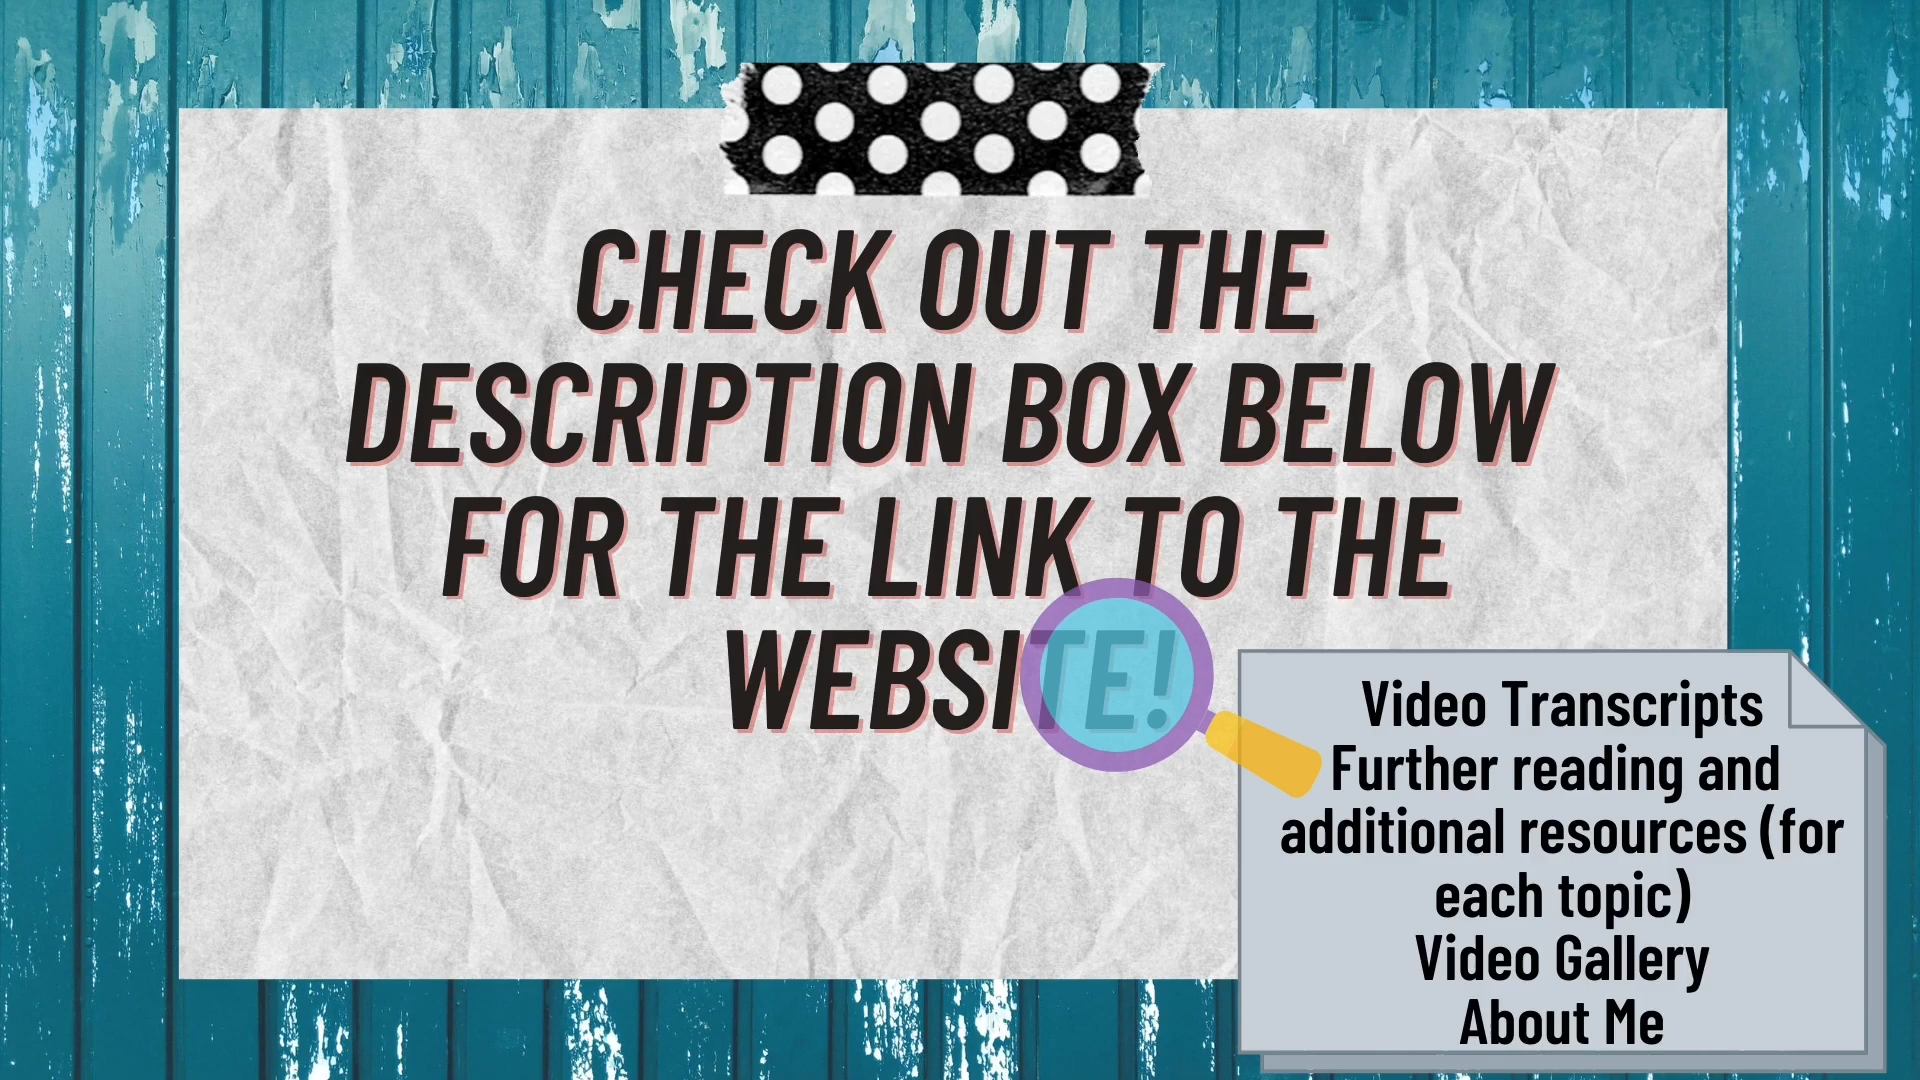 CHECK OUT THE
DESCRIPTION BOX BELOW
FOR THE LINK TO THE
WEBSITE!
Video Transcripts
Further reading and
additional resources (for
each topic)
Video Gallery
About Me